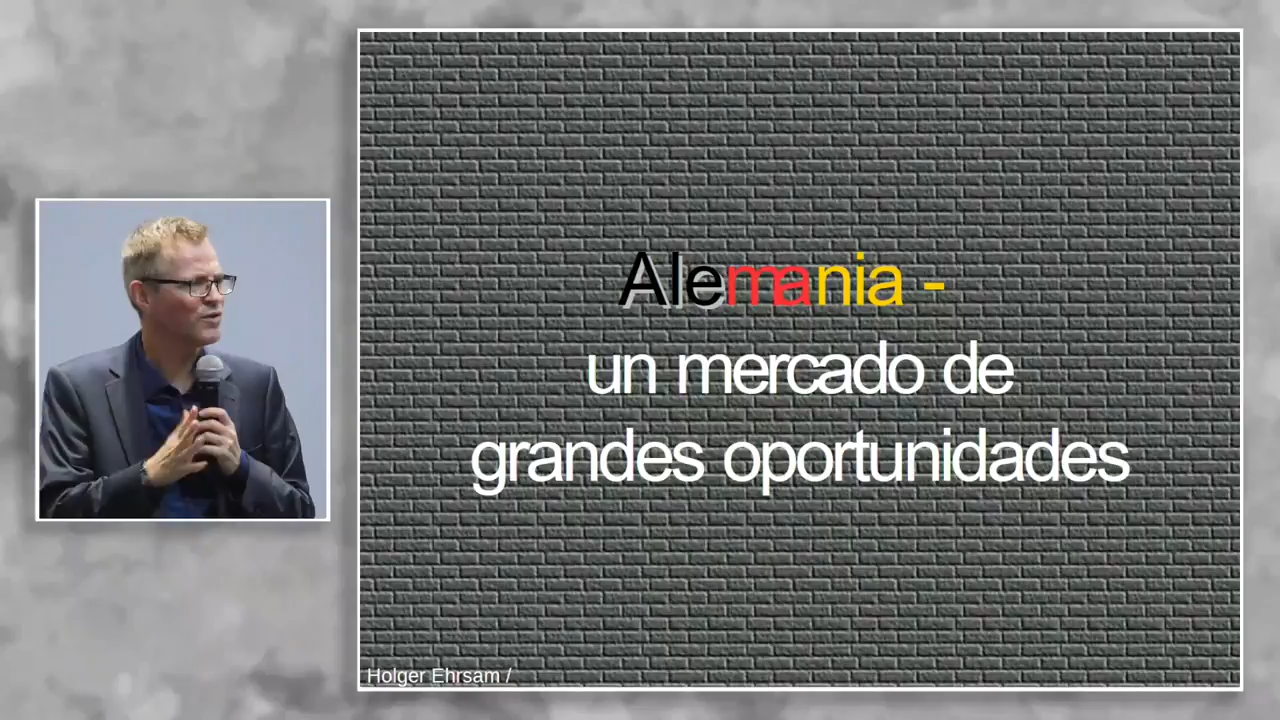 Alemania -
un mercado de
grandes oportunidades
Holger Ehrsam /